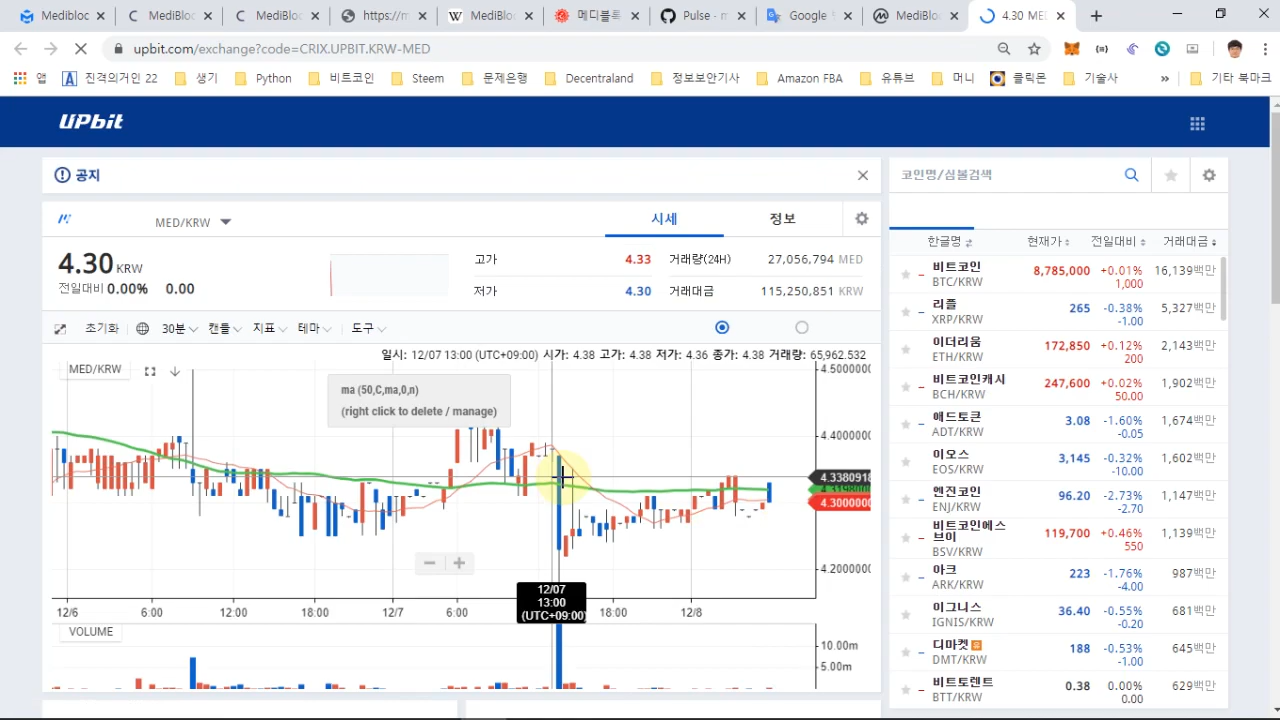 Medibloc
MediBloc
MediBloc
https://m
MediBloc
메디블록
Pulse - m
Google
MediBloc
4.30 MED
upbit.com/exchange?code=CRIX.UPBIT.KRW-MED
앱
진격의거인 22
생기
Python
비트코인
Steem
문제은행
Decentraland
정보보안기사
Amazon FBA
유튜브
머니
클릭몬
기술사
»
기타 북마크
UPbit
공지
코인명/심볼검색
MED/KRW
시세
정보
4.30 KRW
전일대비 0.00% 0.00
고가 4.33
거래량(24H) 27,056,794 MED
저가 4.30
거래대금 115,250,851 KRW
초기화
30분
캔들
지표
테마
도구
일시: 12/07 13:00 (UTC+09:00) 시가: 4.38 고가: 4.38 저가: 4.36 종가: 4.38 거래량: 65,962.532
MED/KRW
ma (50,C,ma,0,n)
(right click to delete / manage)
4.5000000
4.4000000
4.3380918
4.3000000
4.2000000
12/6 6:00 12:00 18:00 12/7 6:00 18:00 12/8
12/07
13:00
(UTC+09:00)
VOLUME
10.00m
5.00m
한글명 현재가 전일대비 거래대금
비트코인 8,785,000 +0.01% 16,139백만
BTC/KRW 1,000
리플 265 -0.38% 5,327백만
XRP/KRW -1.00
이더리움 172,850 +0.12% 2,143백만
ETH/KRW 200
비트코인캐시 247,600 +0.02% 1,902백만
BCH/KRW 50.00
애드토큰 3.08 -1.60% 1,674백만
ADT/KRW -0.05
이오스 3,145 -0.32% 1,602백만
EOS/KRW -10.00
엔진코인 96.20 -2.73% 1,147백만
ENJ/KRW -2.70
비트코인에스브이 119,700 +0.46% 1,139백만
BSV/KRW 550
아크 223 -1.76% 987백만
ARK/KRW -4.00
이그니스 36.40 -0.55% 681백만
IGNIS/KRW -0.20
디마켓 유 188 -0.53% 645백만
DMT/KRW -1.00
비트토렌트 0.38 0.00% 629백만
BTT/KRW 0.00